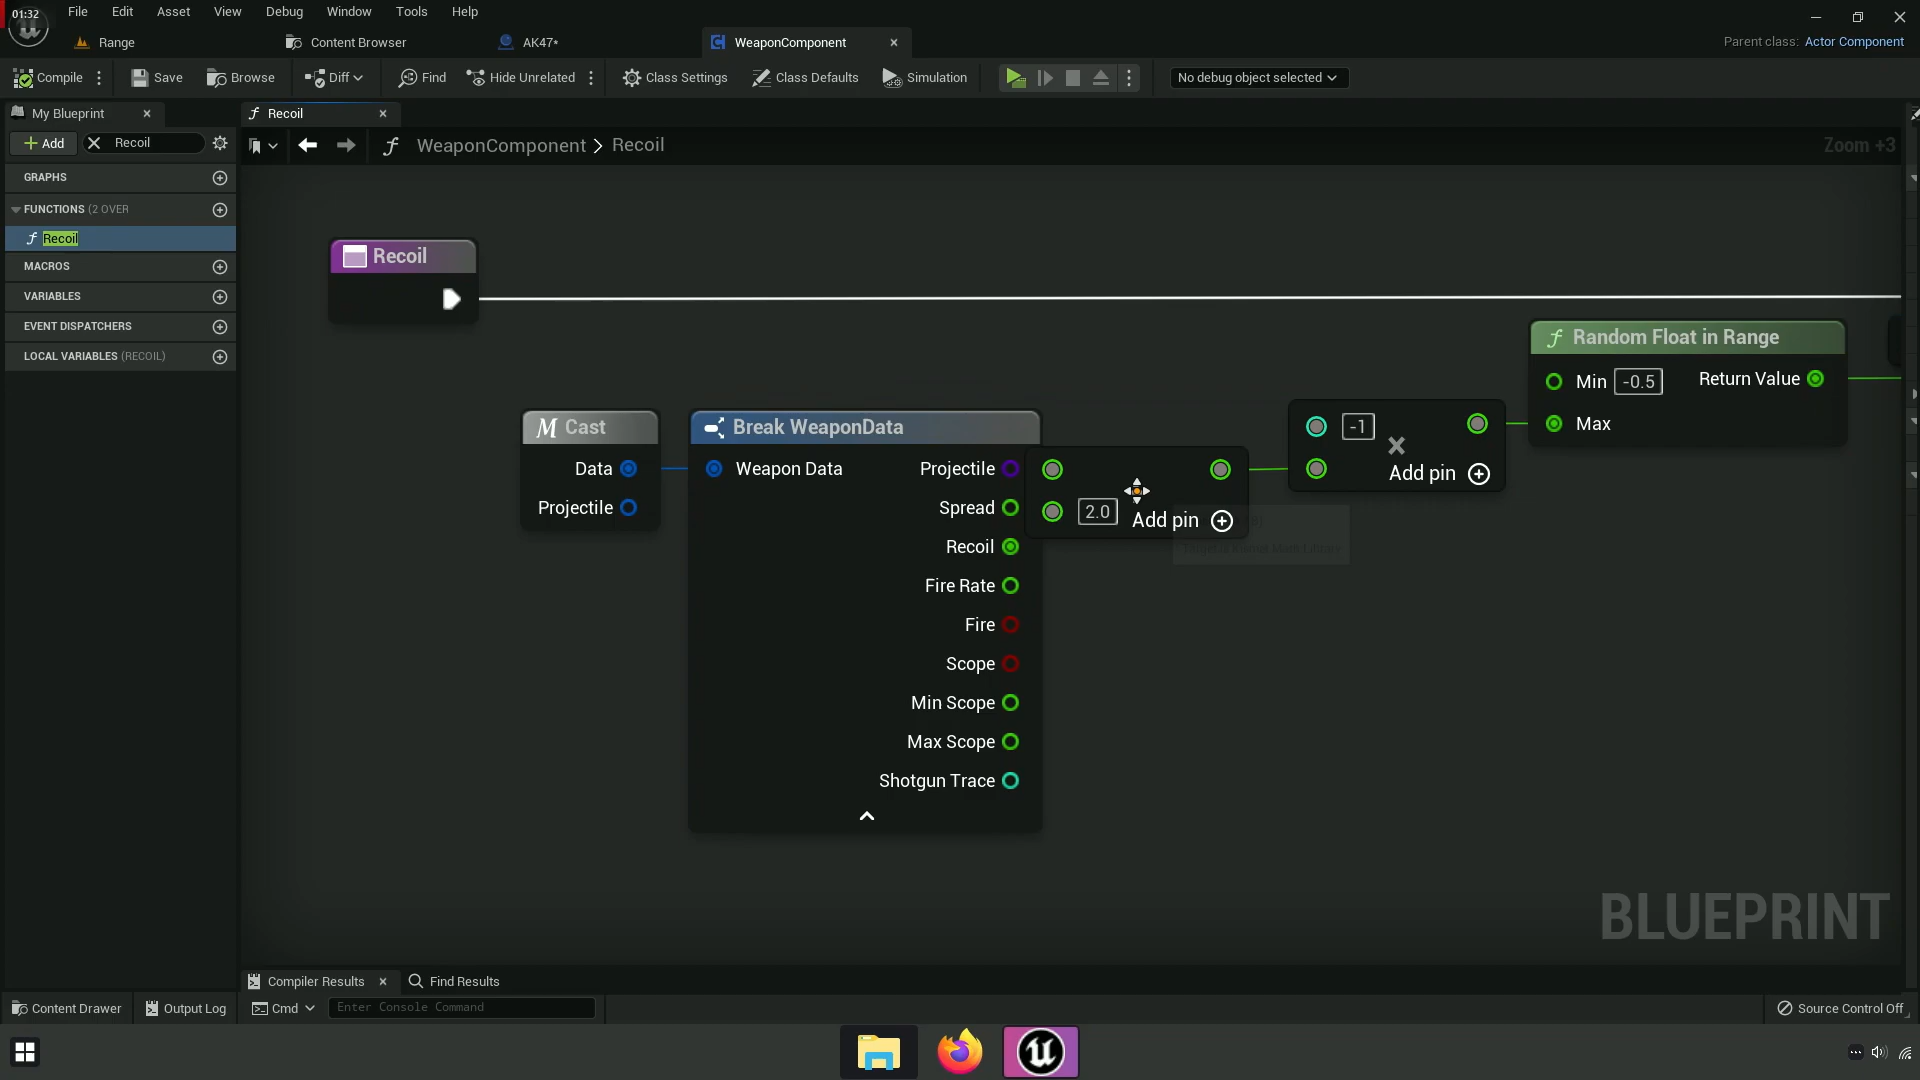 01:32
File Edit Asset View Debug Window Tools Help
Range
Content Browser
AK47*
WeaponComponent
Parent class: Actor Component
Compile
Save
Browse
Diff
Find
Hide Unrelated
Class Settings
Class Defaults
Simulation
No debug object selected
My Blueprint
Recoil
Add
Recoil
WeaponComponent > Recoil
Zoom +3
GRAPHS
FUNCTIONS (2 OVER
Recoil
MACROS
VARIABLES
EVENT DISPATCHERS
LOCAL VARIABLES (RECOIL)
Recoil
Random Float in Range
Min -0.5 Return Value
Max
Cast
Data
Projectile
Break WeaponData
Weapon Data Projectile
Spread
Recoil
Fire Rate
Fire
Scope
Min Scope
Max Scope
Shotgun Trace
2.0 Add pin
-1
Add pin
BLUEPRINT
Compiler Results
Find Results
Content Drawer
Output Log
Cmd
Enter Console Command
Source Control Off